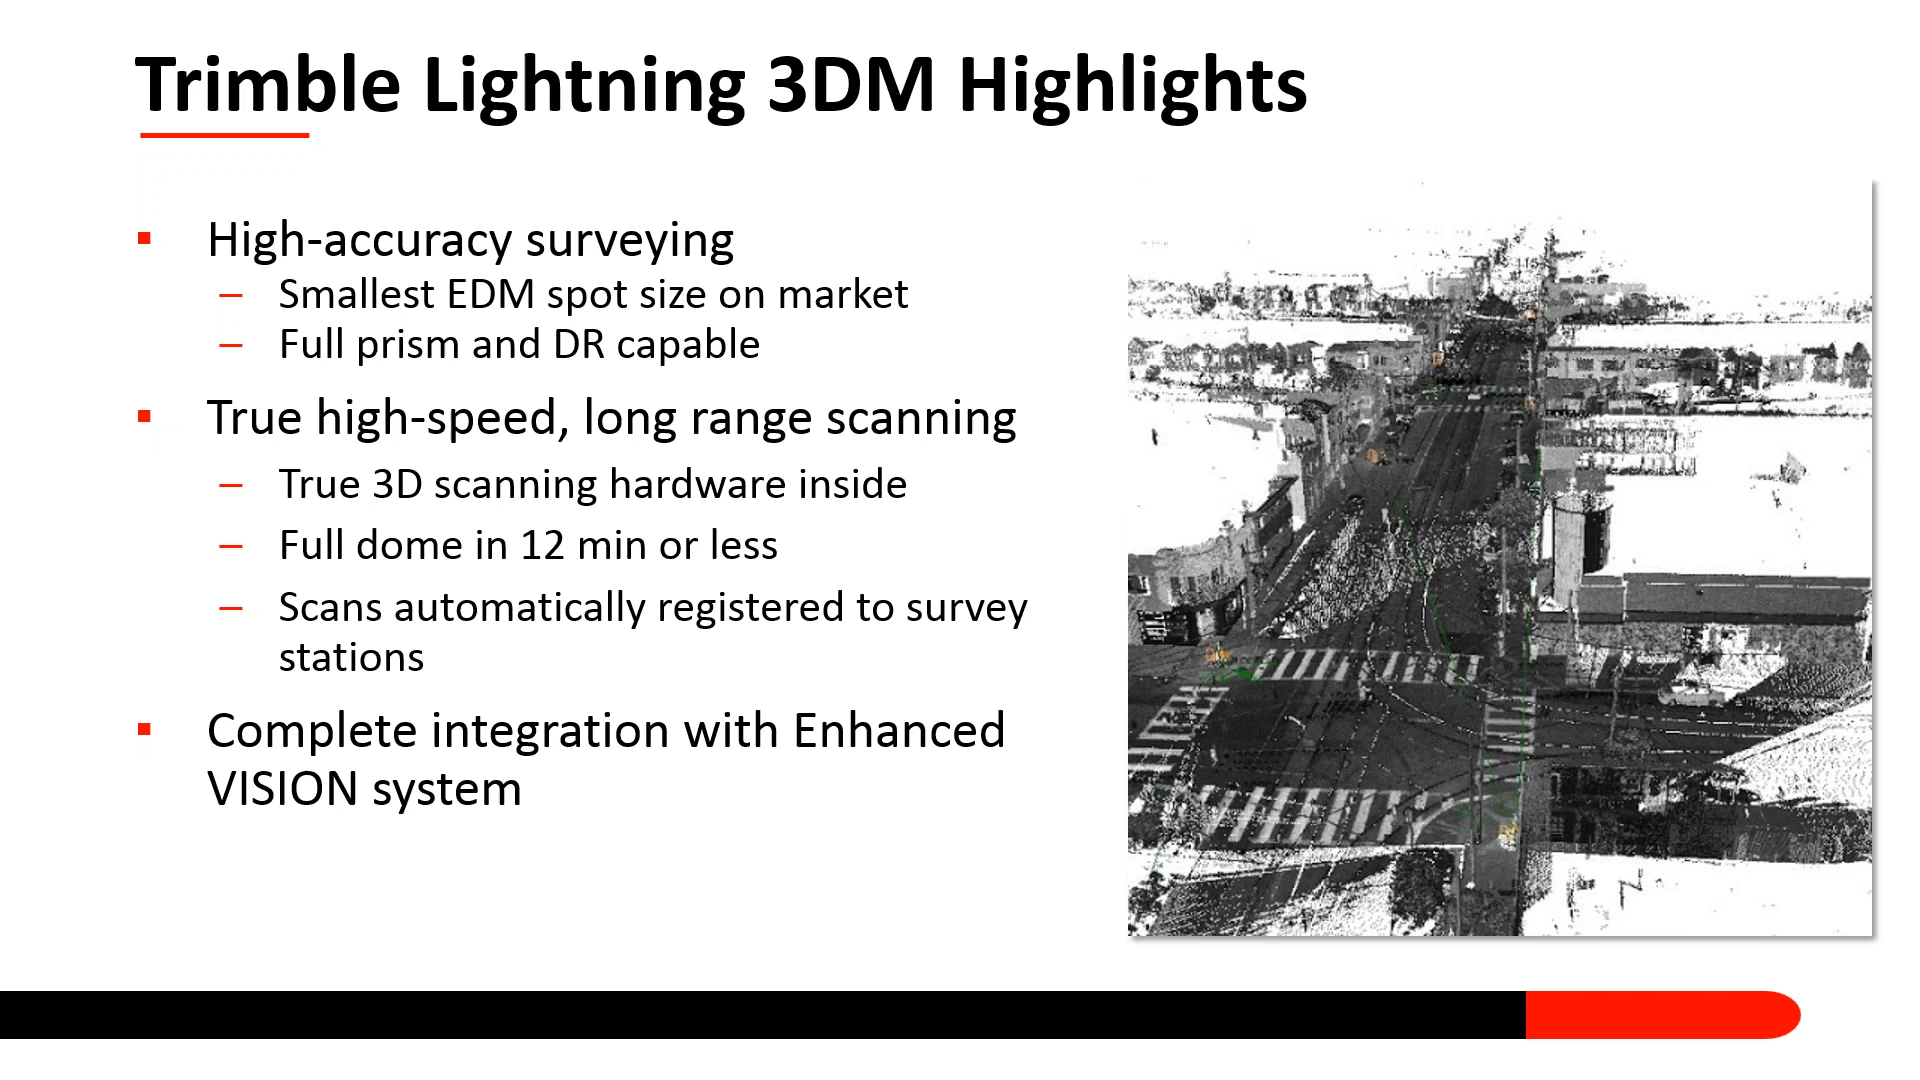 Trimble Lightning 3DM Highlights
▪ High-accuracy surveying
– Smallest EDM spot size on market
– Full prism and DR capable
▪ True high-speed, long range scanning
– True 3D scanning hardware inside
– Full dome in 12 min or less
– Scans automatically registered to survey
stations
▪ Complete integration with Enhanced
VISION system